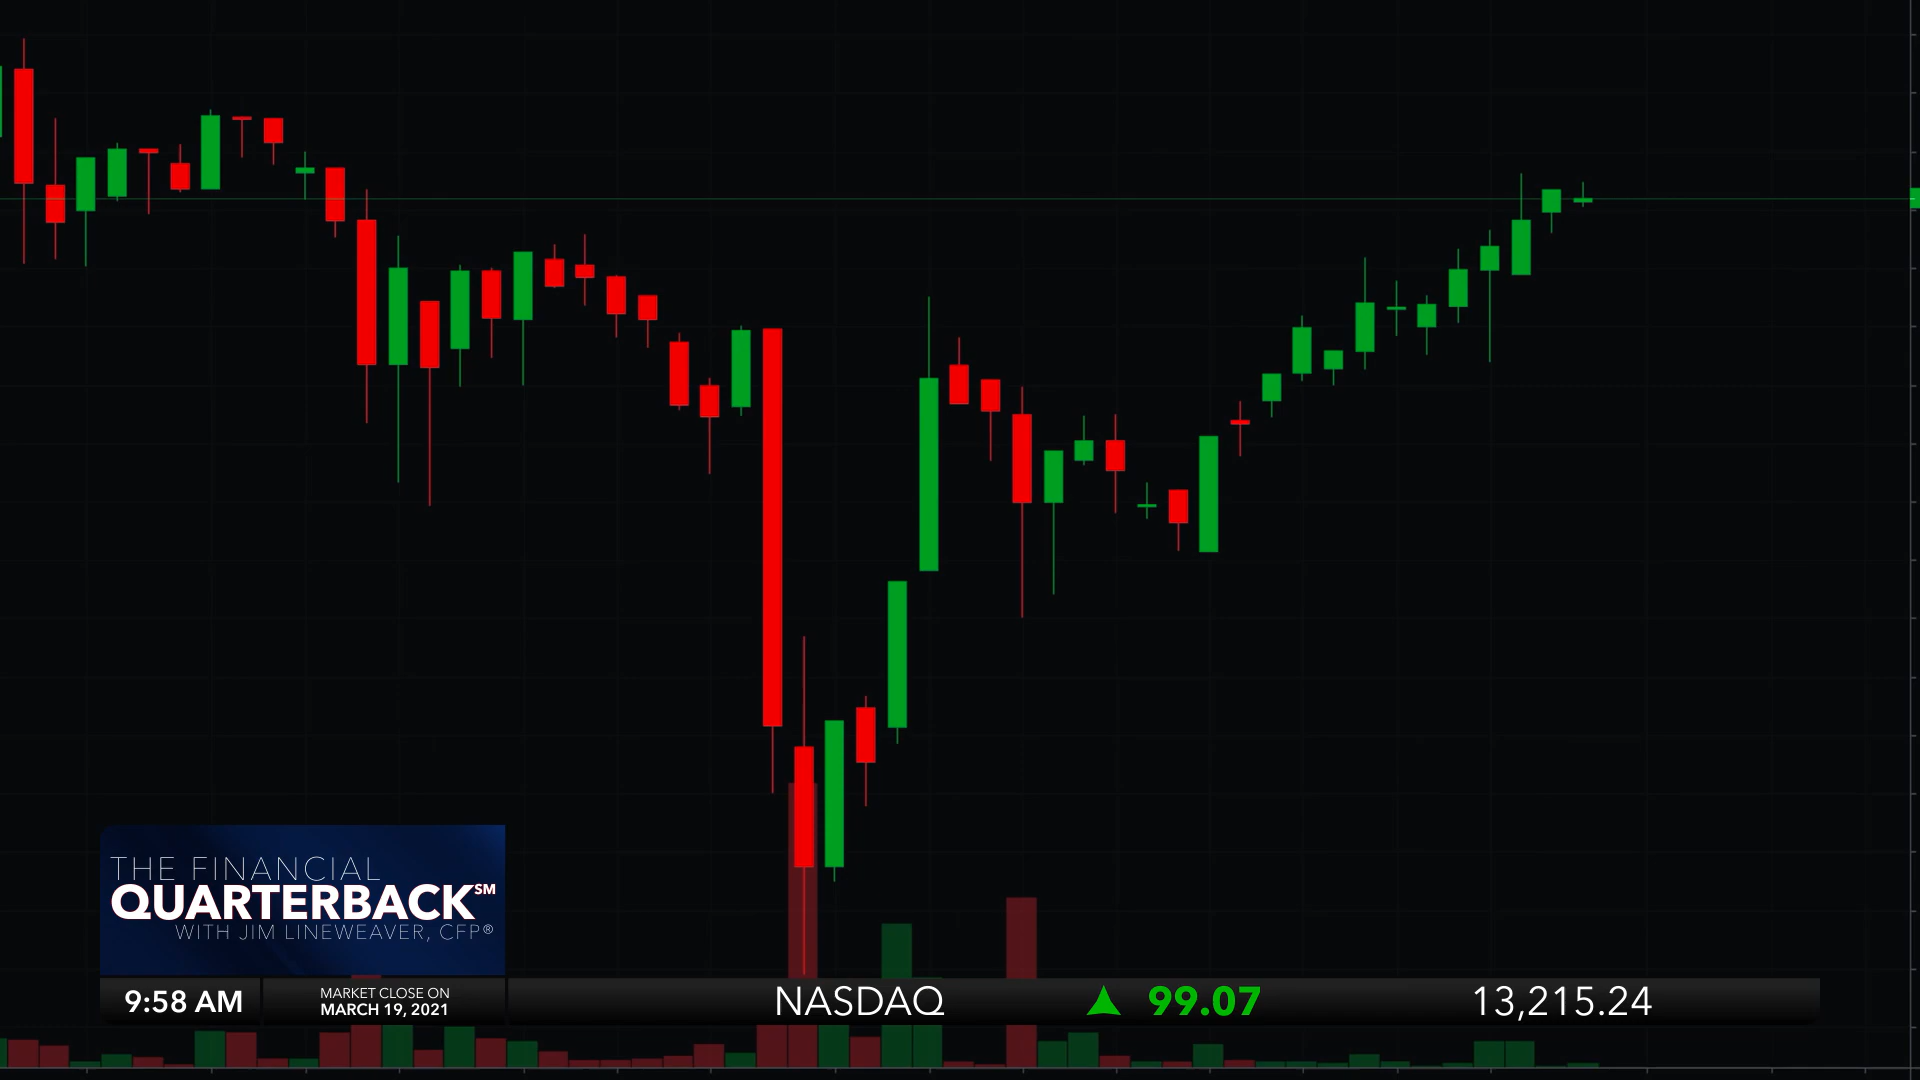 THE FINANCIAL
QUARTERBACK℠
WITH JIM LINEWEAVER, CFP®
9:58 AM
MARKET CLOSE ON
MARCH 19, 2021
NASDAQ ▲ 99.07 13,215.24